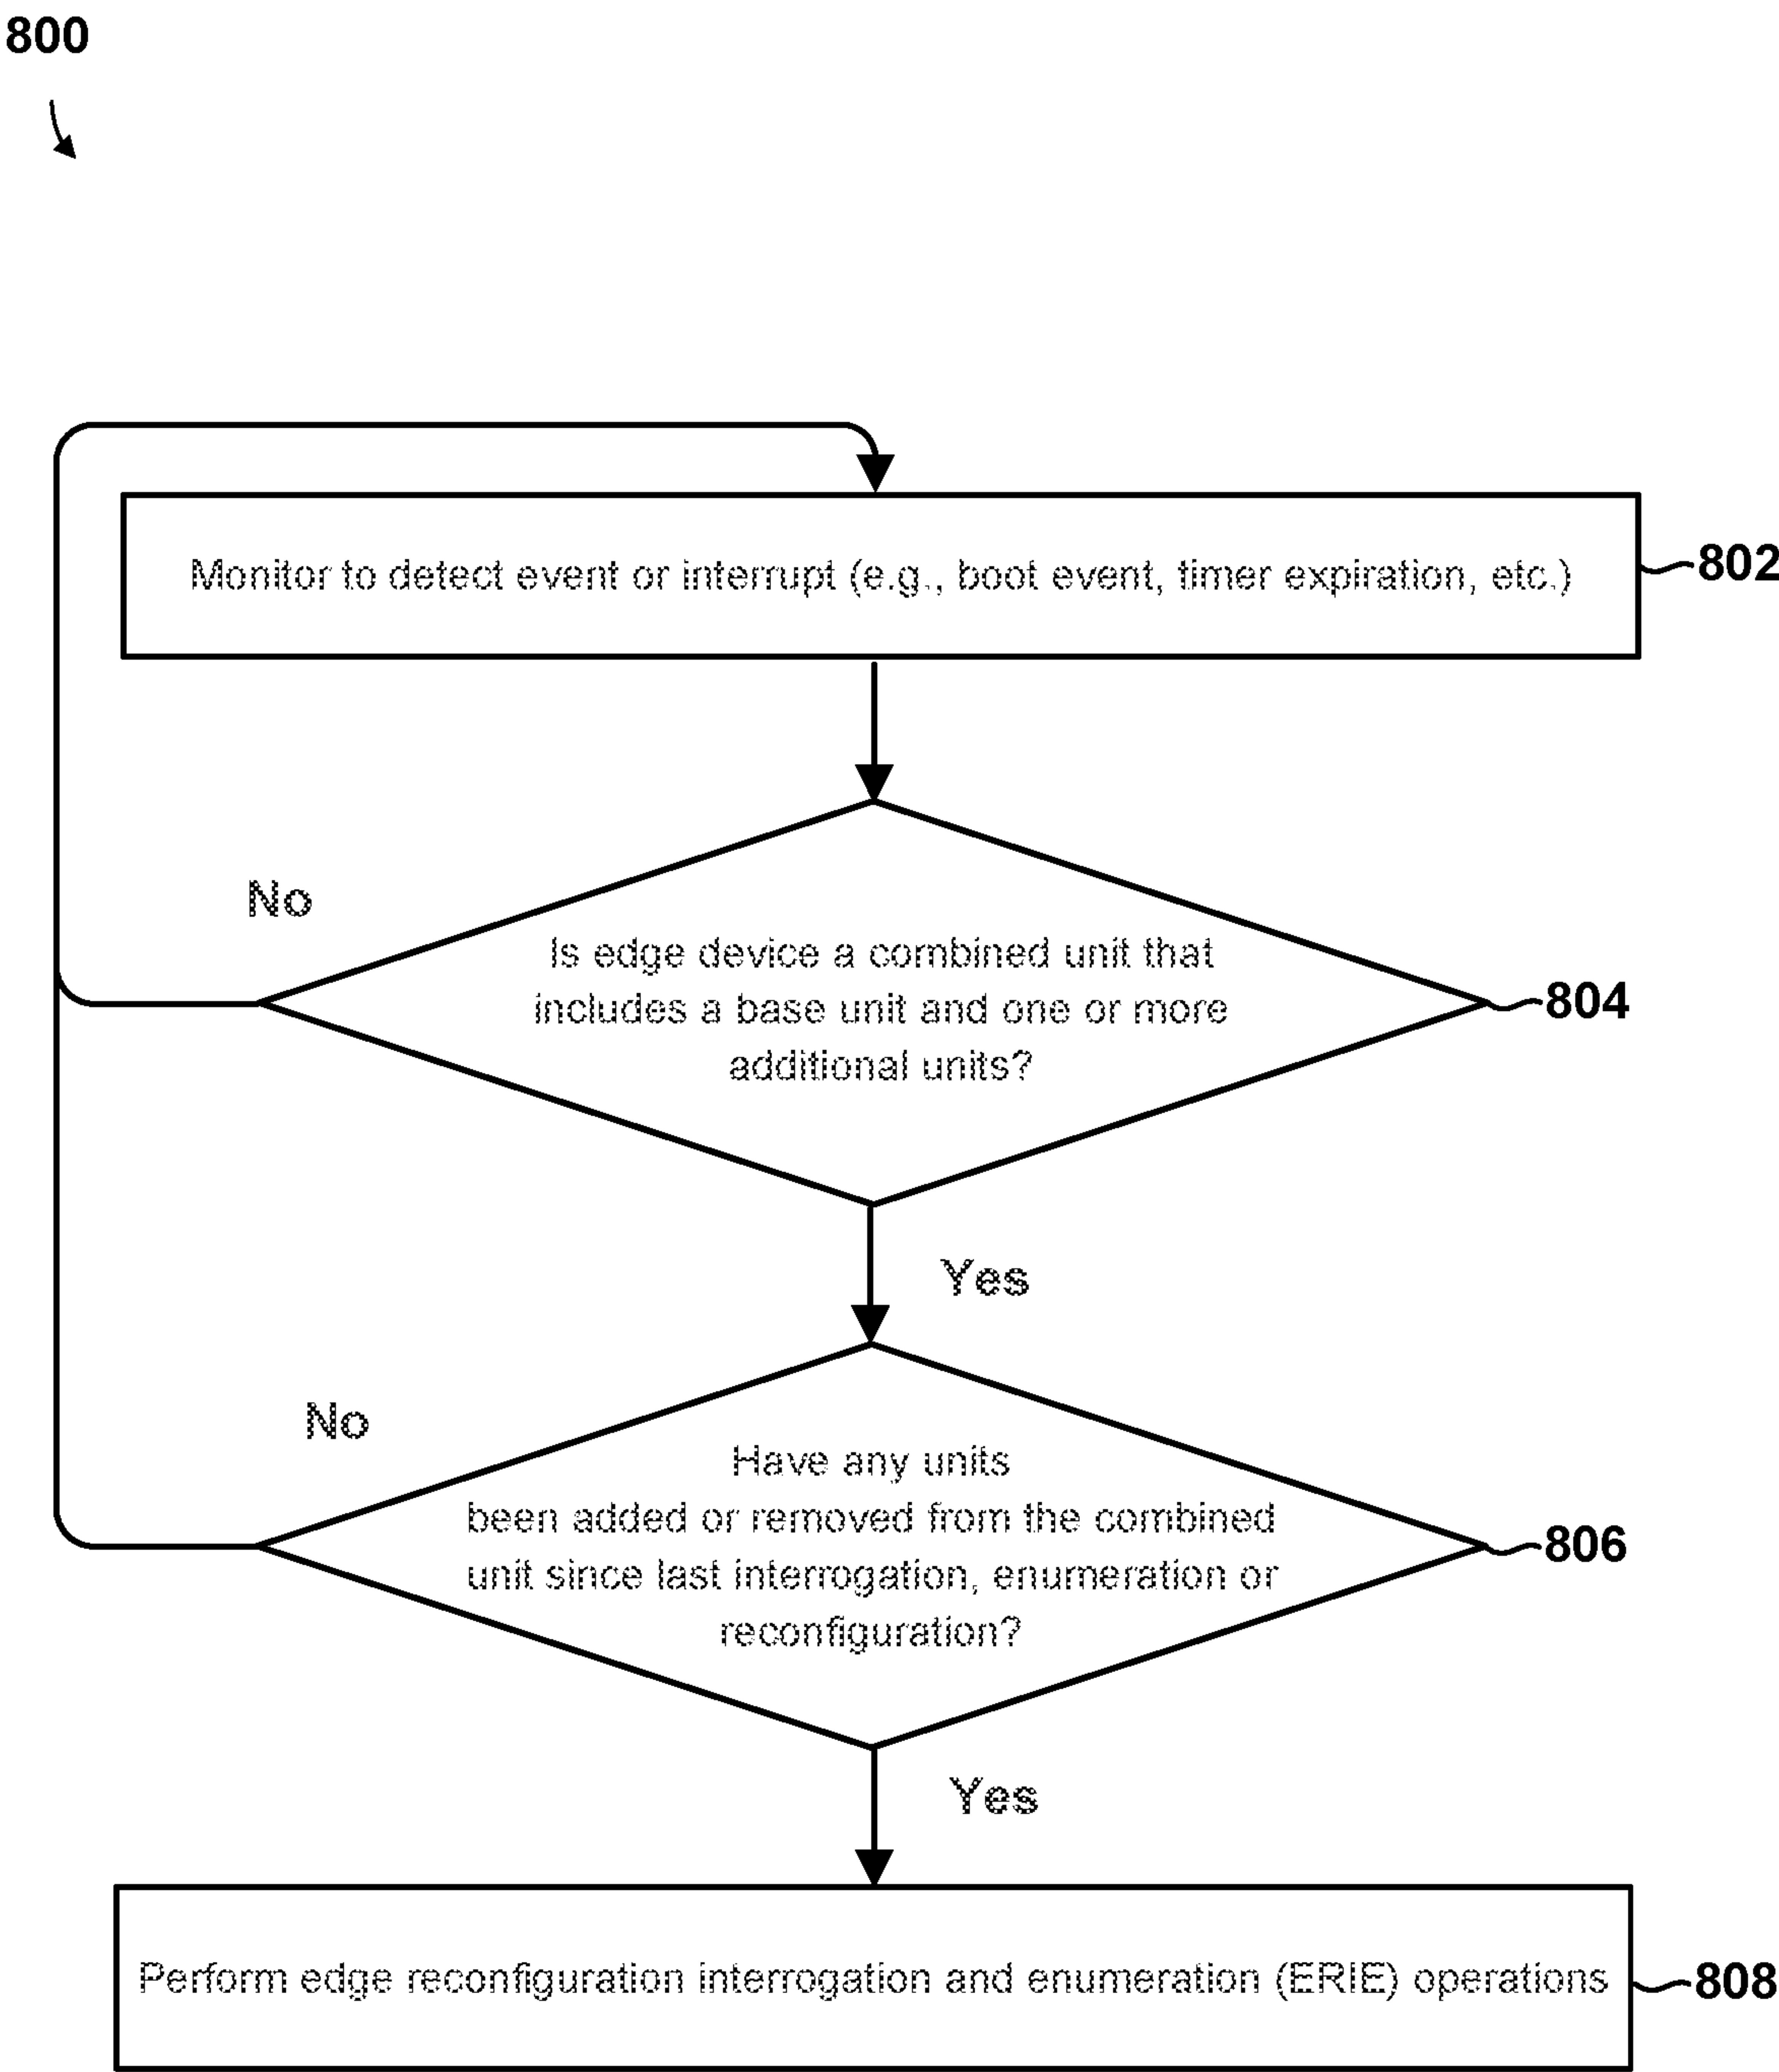 800
Monitor to detect event or interrupt (e.g., boot event, timer expiration, etc.)
802
No
Is edge device a combined unit that
includes a base unit and one or more
additional units?
804
Yes
No
Have any units
been added or removed from the combined
unit since last interrogation, enumeration or
reconfiguration?
806
Yes
Perform edge reconfiguration interrogation and enumeration (ERIE) operations
808